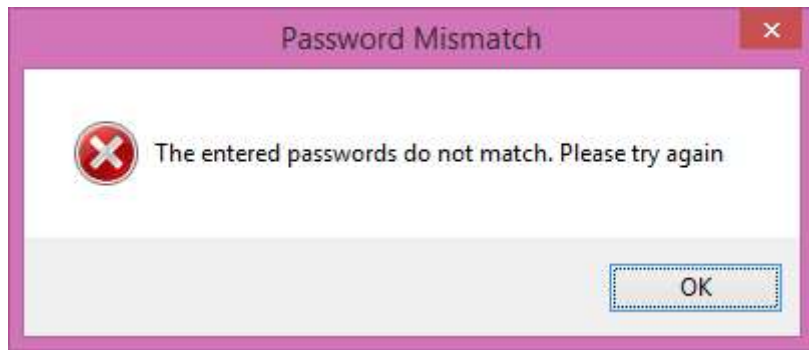 Password Mismatch
The entered passwords do not match. Please try again
OK